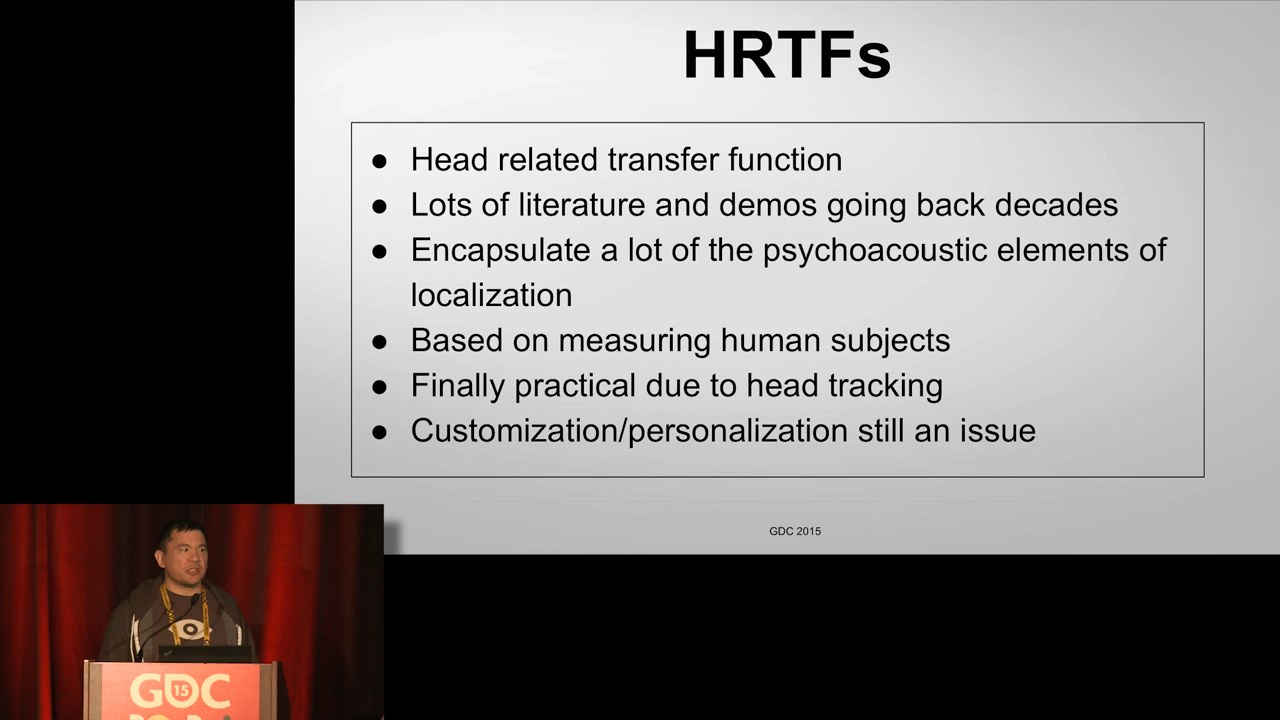 HRTFs
● Head related transfer function
● Lots of literature and demos going back decades
● Encapsulate a lot of the psychoacoustic elements of
localization
● Based on measuring human subjects
● Finally practical due to head tracking
● Customization/personalization still an issue
GDC 2015
GDC
15